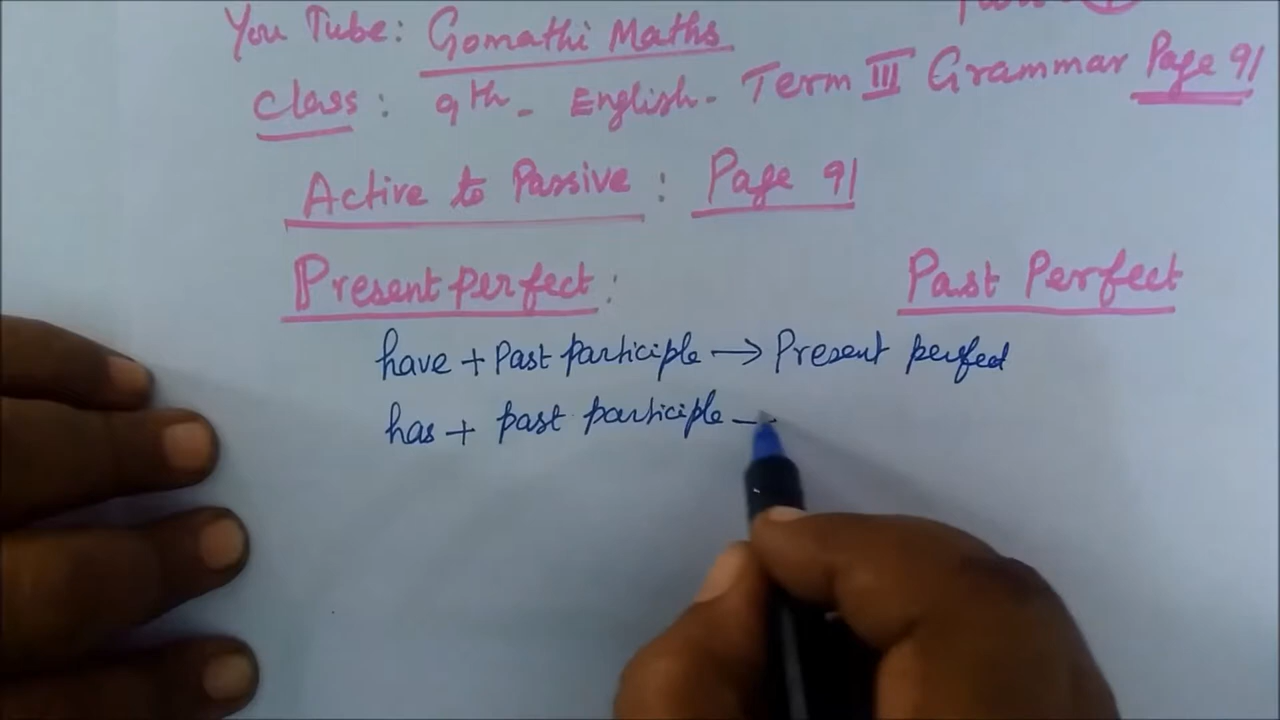 You Tube: Gomathi Maths
Class: 9th - English - Term III Grammar Page 91
Active to Passive : Page 91
Present perfect : Past Perfect
have + Past participle → Present perfect
has + past participle –